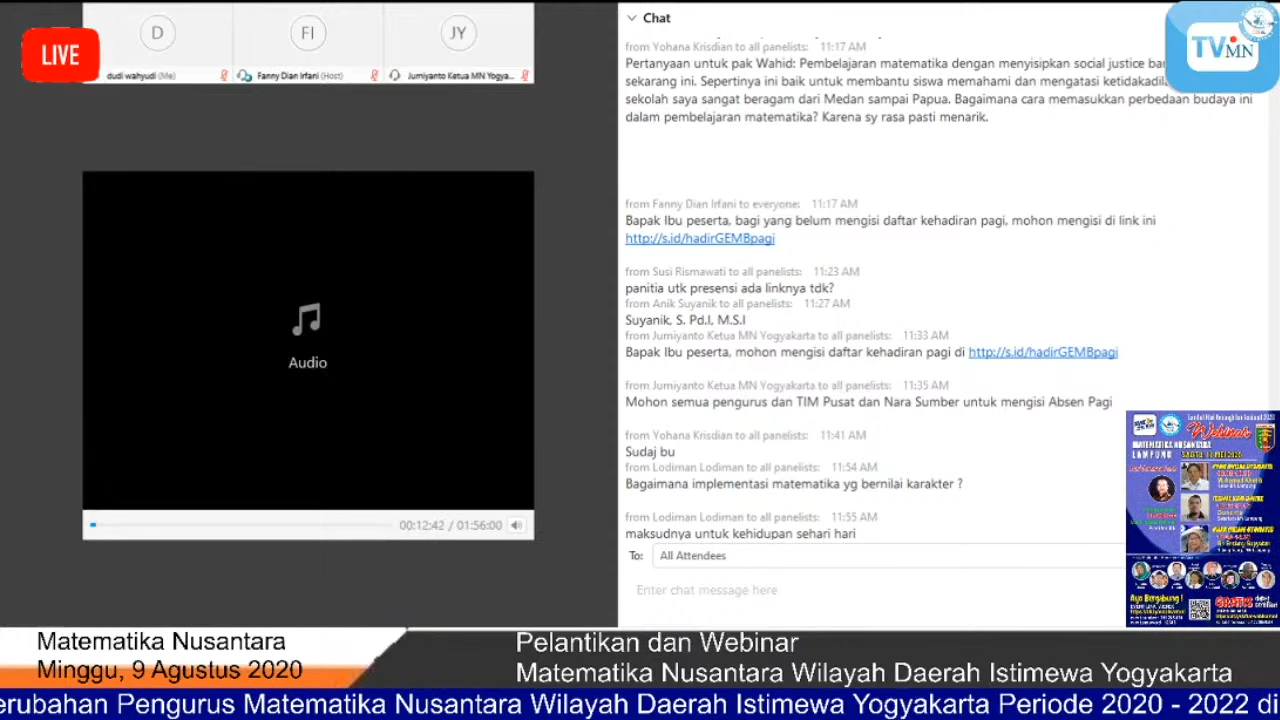 LIVE
D
FI
JY
dudi wahyudi (Me)
Fanny Dian Irfani (Host)
Jumiyanto Ketua MN Yogya...
Chat
TVMN
from Yohana Krisdian to all panelists: 11:17 AM
Pertanyaan untuk pak Wahid: Pembelajaran matematika dengan menyisipkan social justice
sekarang ini. Sepertinya ini baik untuk membantu siswa memahami dan mengatasi
sekolah saya sangat beragam dari Medan sampai Papua. Bagaimana cara memasukkan perbedaan budaya ini
dalam pembelajaran matematika? Karena sy rasa pasti menarik.
from Fanny Dian Irfani to everyone: 11:17 AM
Bapak Ibu peserta, bagi yang belum mengisi daftar kehadiran pagi, mohon mengisi di link ini
http://s.id/hadirGEMBpagi
from Susi Rismawati to all panelists: 11:23 AM
panitia utk presensi ada linknya tdk?
from Anik Suyanik to all panelists: 11:27 AM
Suyanik, S. Pd.I, M.S.I
from Jumiyanto Ketua MN Yogyakarta to all panelists: 11:33 AM
Bapak Ibu peserta, mohon mengisi daftar kehadiran pagi di http://s.id/hadirGEMBpagi
from Jumiyanto Ketua MN Yogyakarta to all panelists: 11:35 AM
Mohon semua pengurus dan TIM Pusat dan Nara Sumber untuk mengisi Absen Pagi
from Yohana Krisdian to all panelists: 11:41 AM
Sudaj bu
from Lodiman Lodiman to all panelists: 11:54 AM
Bagaimana implementasi matematika yg bernilai karakter ?
from Lodiman Lodiman to all panelists: 11:55 AM
maksudnya untuk kehidupan sehari hari
To: All Attendees
Enter chat message here
Audio
00:12:42 / 01:56:00
Webinar
MATEMATIKA NUSANTARA
LAMPUNG
Ayo Bergabung !
GRATIS
Matematika Nusantara
Minggu, 9 Agustus 2020
Pelantikan dan Webinar
Matematika Nusantara Wilayah Daerah Istimewa Yogyakarta
erubahan Pengurus Matematika Nusantara Wilayah Daerah Istimewa Yogyakarta Periode 2020 - 2022 di